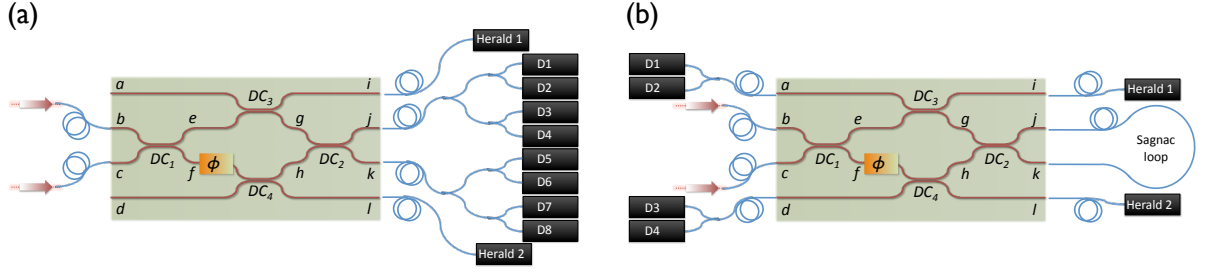 (a)
Herald 1
D1
D2
D3
D4
D5
D6
D7
D8
Herald 2
a
b
c
d
e
f
g
h
i
j
k
l
DC1
DC2
DC3
DC4
ϕ
(b)
D1
D2
D3
D4
a
b
c
d
e
f
g
h
i
j
k
l
DC1
DC2
DC3
DC4
ϕ
Herald 1
Sagnac
loop
Herald 2